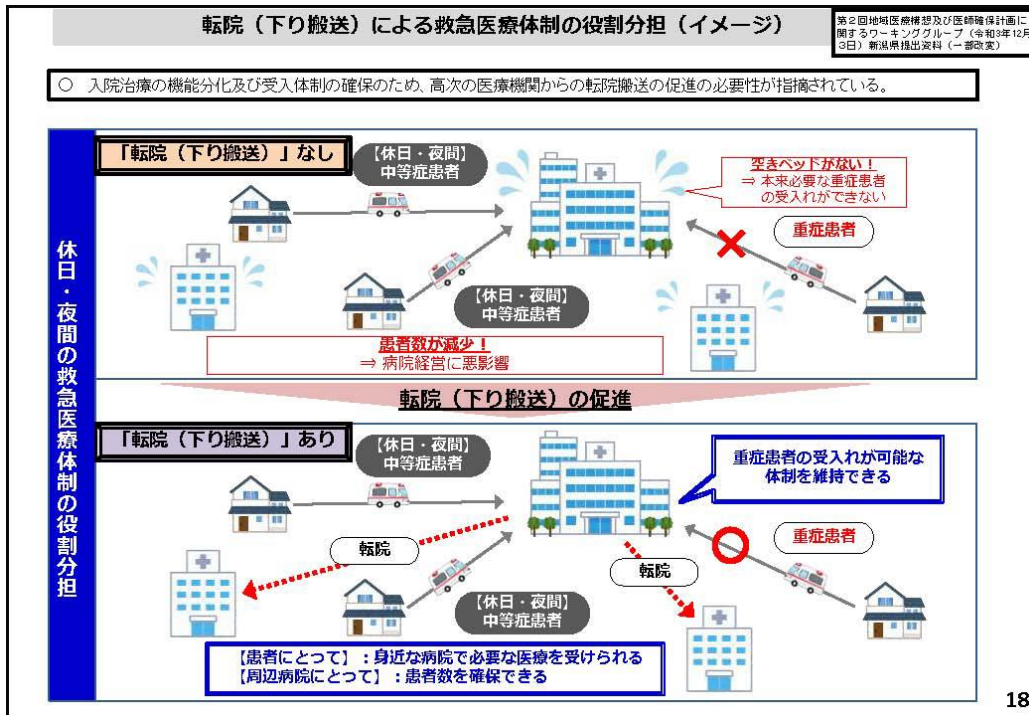 転院（下り搬送）による救急医療体制の役割分担（イメージ）
第２回地域医療構想及び医師確保計画に
関するワーキンググループ（令和3年12月
3日）新潟県提出資料（一部改変）
○ 入院治療の機能分化及び受入体制の確保のため、高次の医療機関からの転院搬送の促進の必要性が指摘されている。
休日・夜間の救急医療体制の役割分担
「転院（下り搬送）」なし
【休日・夜間】
中等症患者
空きベッドがない！
⇒ 本来必要な重症患者
の受入れができない
重症患者
【休日・夜間】
中等症患者
患者数が減少！
⇒ 病院経営に悪影響
転院（下り搬送）の促進
「転院（下り搬送）」あり
【休日・夜間】
中等症患者
重症患者の受入れが可能な
体制を維持できる
重症患者
転院
転院
【休日・夜間】
中等症患者
【患者にとって】：身近な病院で必要な医療を受けられる
【周辺病院にとって】：患者数を確保できる
18